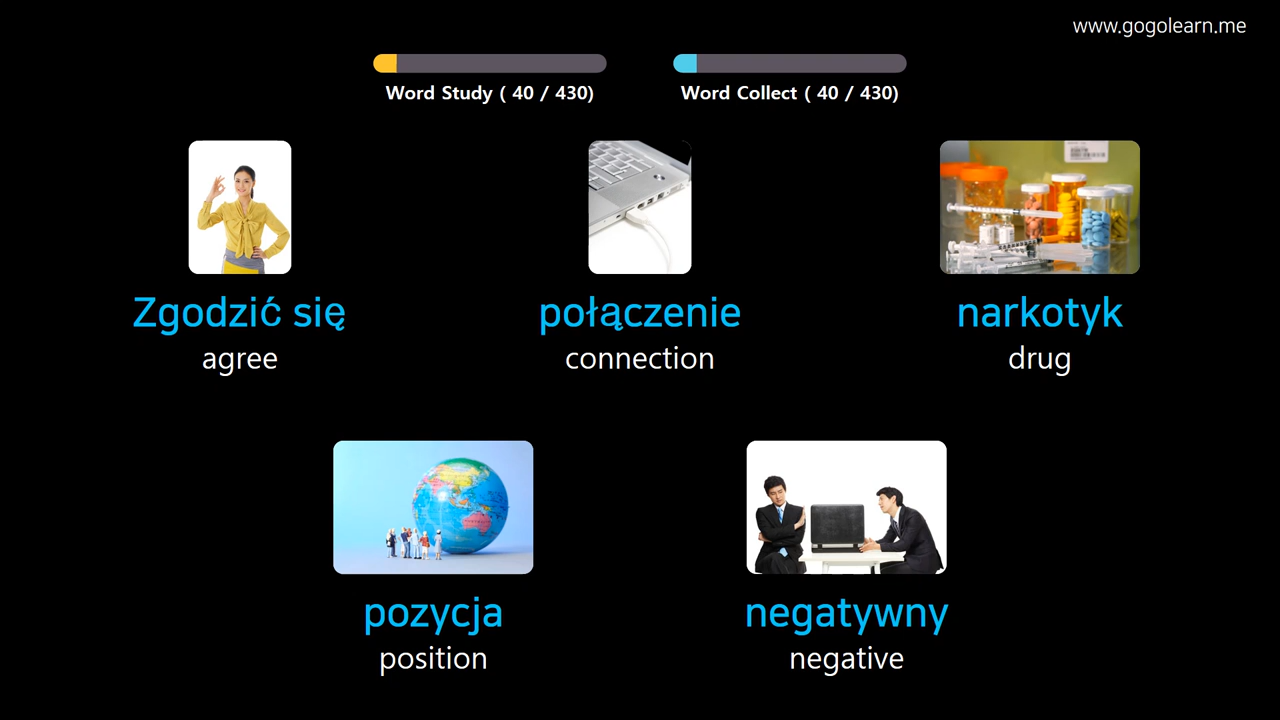 www.gogolearn.me
Word Study ( 40 / 430)
Word Collect ( 40 / 430)
Zgodzić się
agree
połączenie
connection
narkotyk
drug
pozycja
position
negatywny
negative